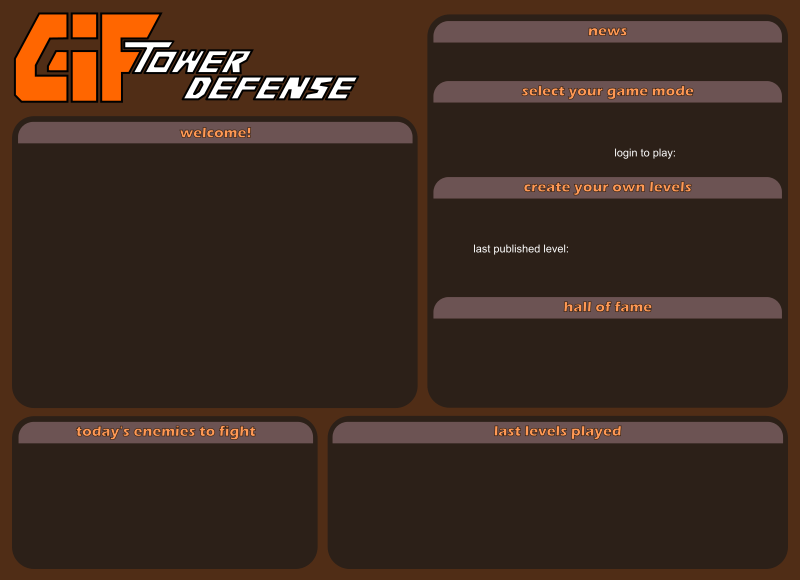 GiF TOWER
DEFENSE
welcome!
news
select your game mode
login to play:
create your own levels
last published level:
hall of fame
today's enemies to fight
last levels played